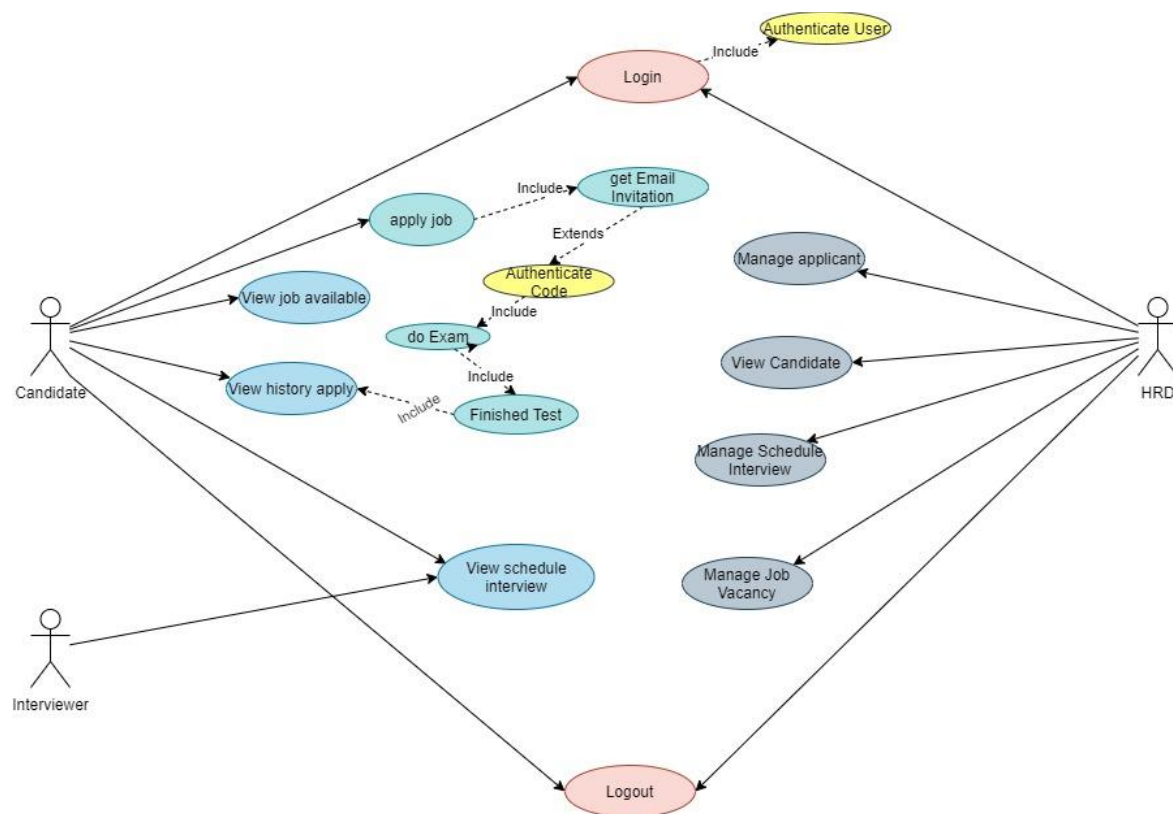 Authenticate User
Include
Login
get Email
Invitation
Include
apply job
Extends
Manage applicant
Authenticate
Code
View job available
Include
do Exam
View Candidate
Include
Candidate
View history apply
HRD
Include
Finished Test
Manage Schedule
Interview
View schedule
interview
Manage Job
Vacancy
Interviewer
Logout